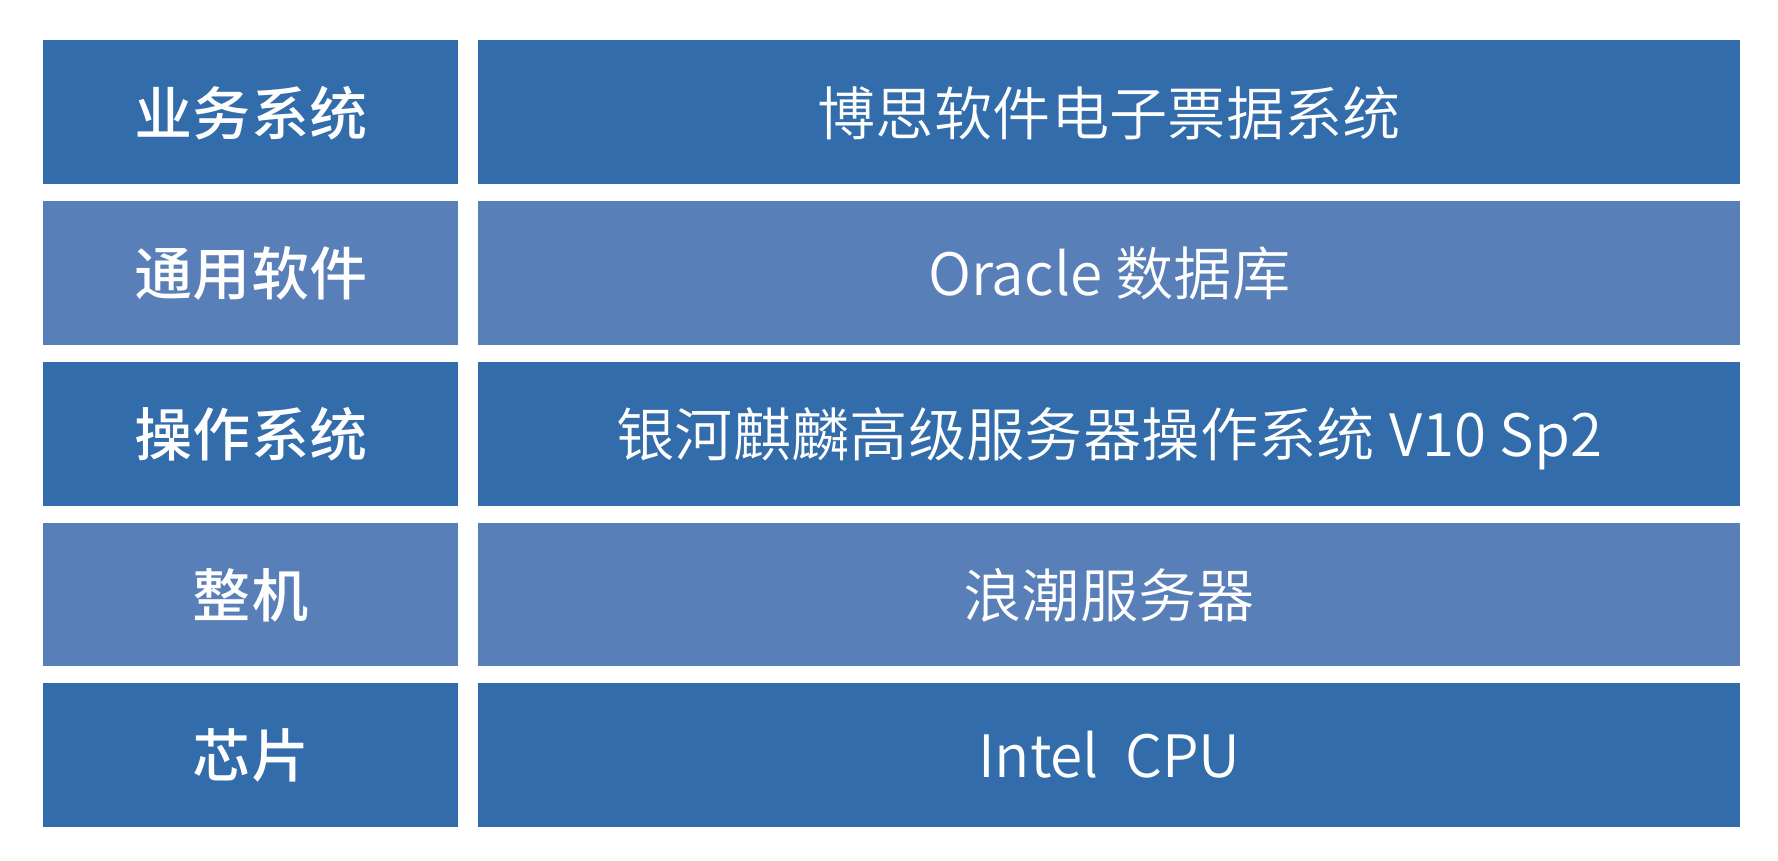 业务系统 博思软件电子票据系统
通用软件 Oracle 数据库
操作系统 银河麒麟高级服务器操作系统 V10 Sp2
整机 浪潮服务器
芯片 Intel CPU